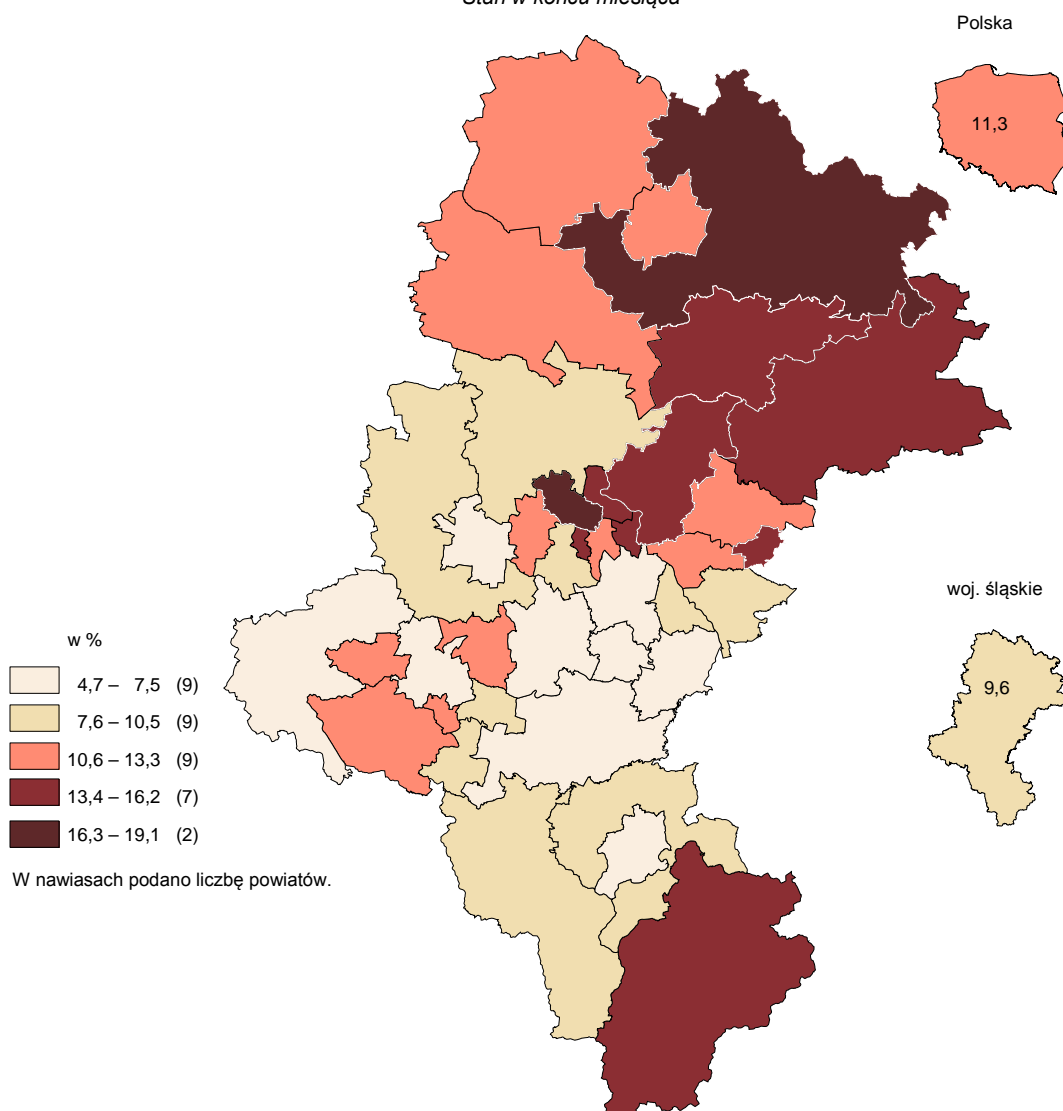 Stan w końcu miesiąca
Polska
11,3
woj. śląskie
9,6
w %
4,7 – 7,5 (9)
7,6 – 10,5 (9)
10,6 – 13,3 (9)
13,4 – 16,2 (7)
16,3 – 19,1 (2)
W nawiasach podano liczbę powiatów.